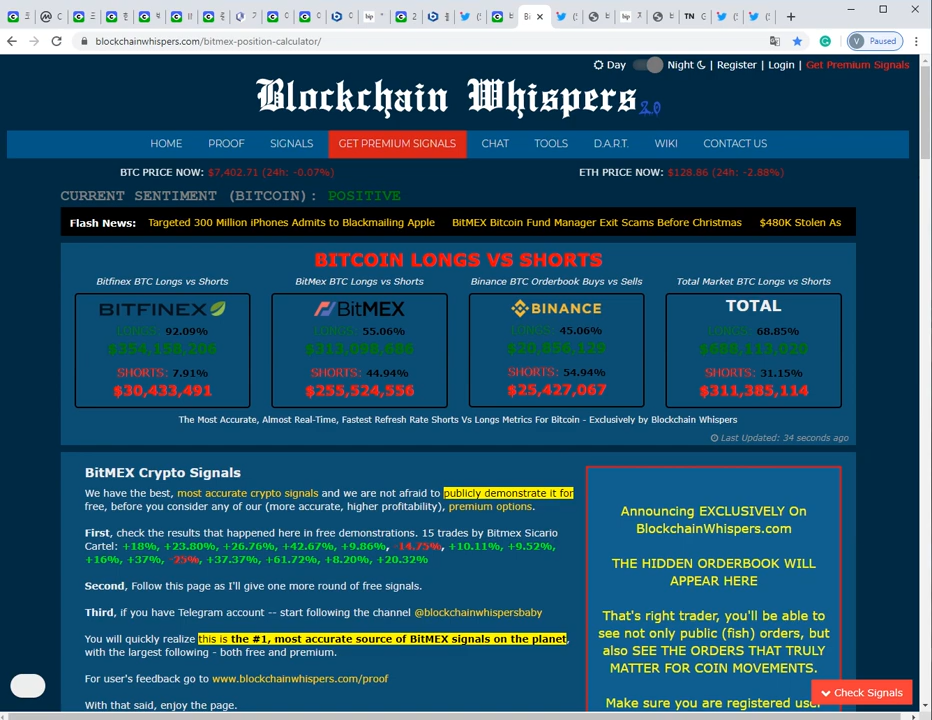 blockchainwhispers.com/bitmex-position-calculator/
Paused
Day Night | Register | Login | Get Premium Signals
Blockchain Whispers 2.0
HOME PROOF SIGNALS GET PREMIUM SIGNALS CHAT TOOLS D.A.R.T. WIKI CONTACT US
BTC PRICE NOW: $7,402.71 (24h: -0.07%) ETH PRICE NOW: $128.86 (24h: -2.88%)
CURRENT SENTIMENT (BITCOIN): POSITIVE
Flash News: Targeted 300 Million iPhones Admits to Blackmailing Apple BitMEX Bitcoin Fund Manager Exit Scams Before Christmas $480K Stolen As
BITCOIN LONGS VS SHORTS
Bitfinex BTC Longs vs Shorts
BITFINEX
LONGS: 92.09%
SHORTS: 7.91%
$30,433,491
BitMex BTC Longs vs Shorts
BitMEX
LONGS: 55.06%
SHORTS: 44.94%
$255,524,556
Binance BTC Orderbook Buys vs Sells
BINANCE
LONGS: 45.06%
SHORTS: 54.94%
$25,427,067
Total Market BTC Longs vs Shorts
TOTAL
LONGS: 68.85%
SHORTS: 31.15%
$311,385,114
The Most Accurate, Almost Real-Time, Fastest Refresh Rate Shorts Vs Longs Metrics For Bitcoin - Exclusively by Blockchain Whispers
Last Updated: 34 seconds ago
BitMEX Crypto Signals
We have the best, most accurate crypto signals and we are not afraid to publicly demonstrate it for
free, before you consider any of our (more accurate, higher profitability), premium options.
First, check the results that happened here in free demonstrations. 15 trades by Bitmex Sicario
Cartel: +18%, +23.80%, +26.76%, +42.67%, +9.86%, -14.75%, +10.11%, +9.52%,
+16%, +37%, -25%, +37.37%, +61.72%, +8.20%, +20.32%
Second, Follow this page as I'll give one more round of free signals.
Third, if you have Telegram account -- start following the channel @blockchainwhispersbaby
You will quickly realize this is the #1, most accurate source of BitMEX signals on the planet,
with the largest following - both free and premium.
For user's feedback go to www.blockchainwhispers.com/proof
With that said, enjoy the page.
Announcing EXCLUSIVELY On
BlockchainWhispers.com
THE HIDDEN ORDERBOOK WILL
APPEAR HERE
That's right trader, you'll be able to
see not only public (fish) orders, but
also SEE THE ORDERS THAT TRULY
MATTER FOR COIN MOVEMENTS.
Make sure you are registered user
Check Signals